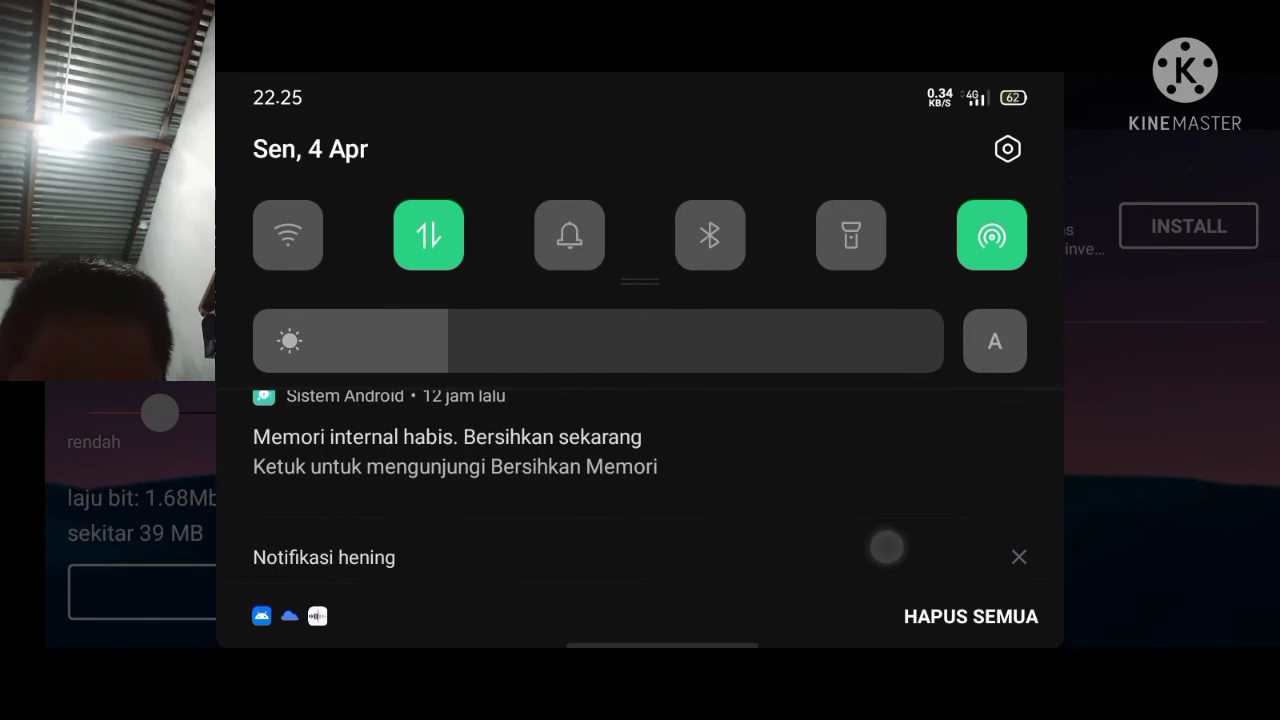 22.25
0.34
KB/S
4G
62
K
KINEMASTER
Sen, 4 Apr
s
inve...
INSTALL
A
Sistem Android • 12 jam lalu
Memori internal habis. Bersihkan sekarang
Ketuk untuk mengunjungi Bersihkan Memori
rendah
laju bit: 1.68Mb
sekitar 39 MB
Notifikasi hening
HAPUS SEMUA